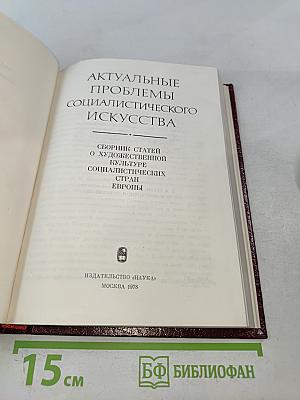 АКТУАЛЬНЫЕ
ПРОБЛЕМЫ
СОЦИАЛИСТИЧЕСКОГО
ИСКУССТВА
СБОРНИК СТАТЕЙ
О ХУДОЖЕСТВЕННОЙ
КУЛЬТУРЕ
СОЦИАЛИСТИЧЕСКИХ
СТРАН
ЕВРОПЫ
ИЗДАТЕЛЬСТВО «НАУКА»
МОСКВА 1978
15 см
БФ БИБЛИОФАН